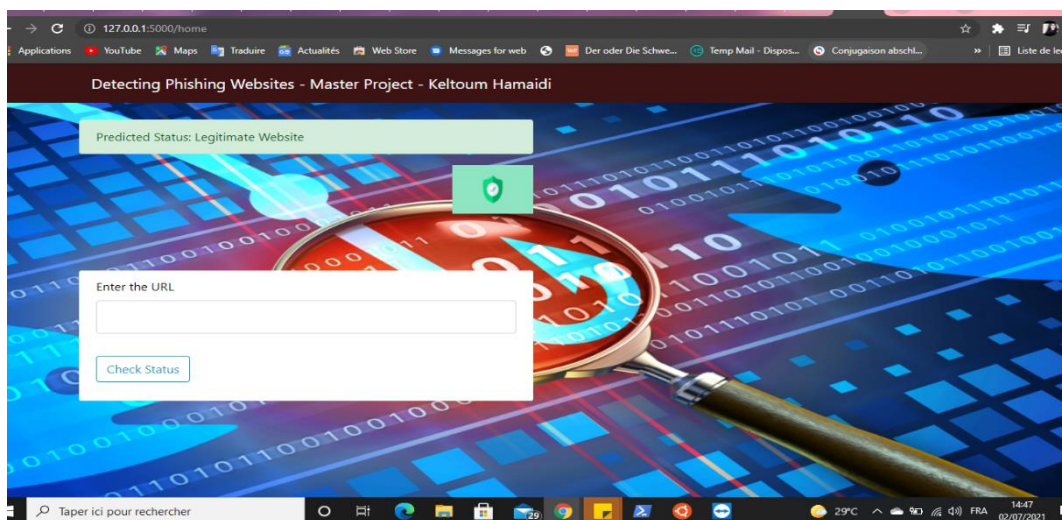 127.0.0.1:5000/home
Applications YouTube Maps Traduire Actualités Web Store Messages for web Der oder Die Schwe... Temp Mail - Dispos... Conjugaison abschl... » Liste de le
Detecting Phishing Websites - Master Project - Keltoum Hamaidi
Predicted Status: Legitimate Website
Enter the URL
Check Status
Taper ici pour rechercher 29 29°C FRA 14:47
02/07/2021